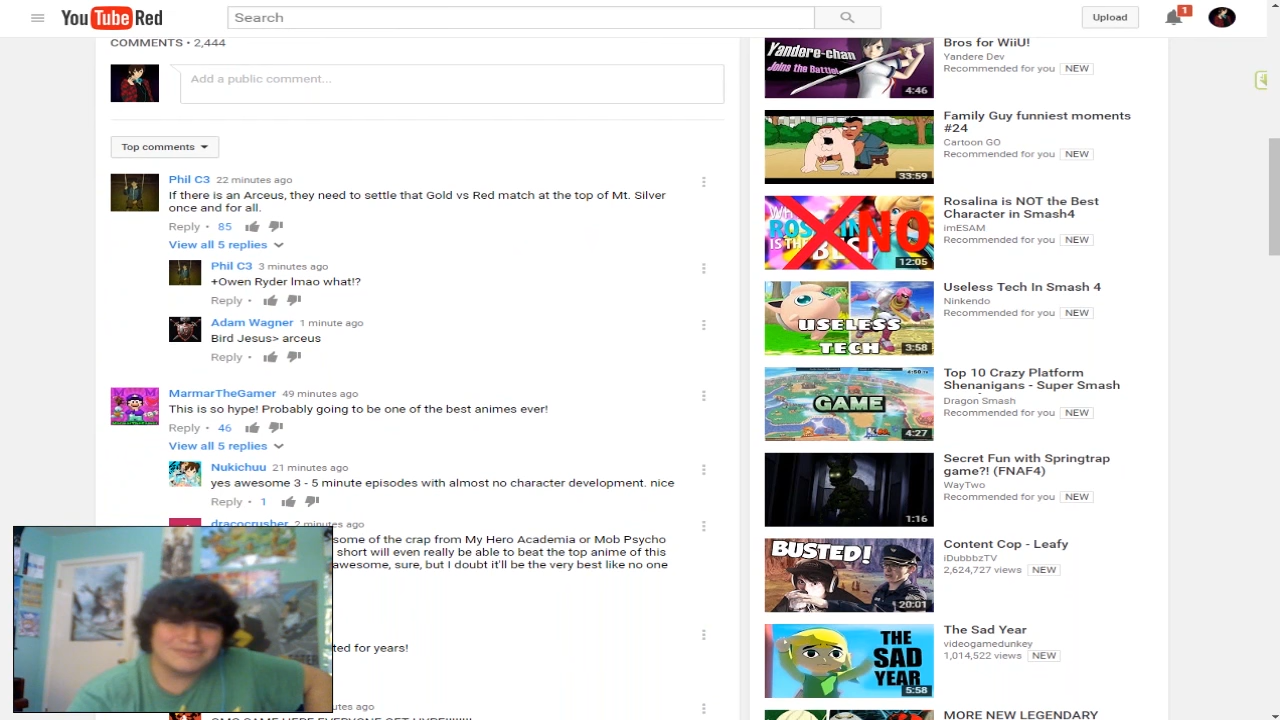 YouTube Red
Search
Upload
1
COMMENTS • 2,444
Add a public comment...
Top comments
Phil C3 22 minutes ago
If there is an Arceus, they need to settle that Gold vs Red match at the top of Mt. Silver
once and for all.
Reply • 85
View all 5 replies
Phil C3 3 minutes ago
+Owen Ryder lmao what!?
Reply •
Adam Wagner 1 minute ago
Bird Jesus> arceus
Reply •
MarmarTheGamer 49 minutes ago
This is so hype! Probably going to be one of the best animes ever!
Reply • 46
View all 5 replies
Nukichuu 21 minutes ago
yes awesome 3 - 5 minute episodes with almost no character development. nice
Reply • 1
dracocrusher 2 minutes ago
some of the crap from My Hero Academia or Mob Psycho
short will even really be able to beat the top anime of this
awesome, sure, but I doubt it'll be the very best like no one
ted for years!
utes ago
Yandere-chan
Joins the Battle!
4:46
Bros for WiiU!
Yandere Dev
Recommended for you NEW
33:59
Family Guy funniest moments
#24
Cartoon GO
Recommended for you NEW
NO
12:05
Rosalina is NOT the Best
Character in Smash4
imESAM
Recommended for you NEW
USELESS
TECH
3:58
Useless Tech In Smash 4
Ninkendo
Recommended for you NEW
GAME
4:27
Top 10 Crazy Platform
Shenanigans - Super Smash
Dragon Smash
Recommended for you NEW
1:16
Secret Fun with Springtrap
game?! (FNAF4)
WayTwo
Recommended for you NEW
BUSTED!
20:01
Content Cop - Leafy
iDubbbzTV
2,624,727 views NEW
THE
SAD
YEAR
5:58
The Sad Year
videogamedunkey
1,014,522 views NEW
MORE NEW LEGENDARY